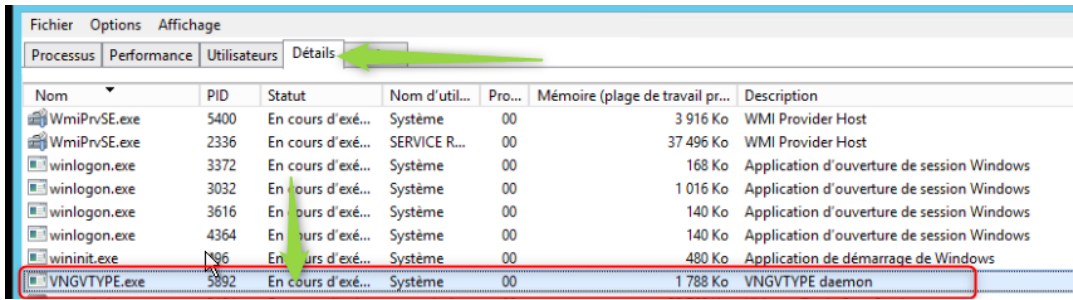 Fichier Options Affichage
Processus Performance Utilisateurs Détails
Nom PID Statut Nom d'util... Pro... Mémoire (plage de travail pr... Description
WmiPrvSE.exe 5400 En cours d'exé... Système 00 3 916 Ko WMI Provider Host
WmiPrvSE.exe 2336 En cours d'exé... SERVICE R... 00 37 496 Ko WMI Provider Host
winlogon.exe 3372 En cours d'exé... Système 00 168 Ko Application d'ouverture de session Windows
winlogon.exe 3032 En cours d'exé... Système 00 1 016 Ko Application d'ouverture de session Windows
winlogon.exe 3616 En cours d'exé... Système 00 140 Ko Application d'ouverture de session Windows
winlogon.exe 4364 En cours d'exé... Système 00 140 Ko Application d'ouverture de session Windows
wininit.exe 496 En cours d'exé... Système 00 480 Ko Application de démarrage de Windows
VNGVTYPE.exe 5892 En cours d'exé... Système 00 1 788 Ko VNGVTYPE daemon